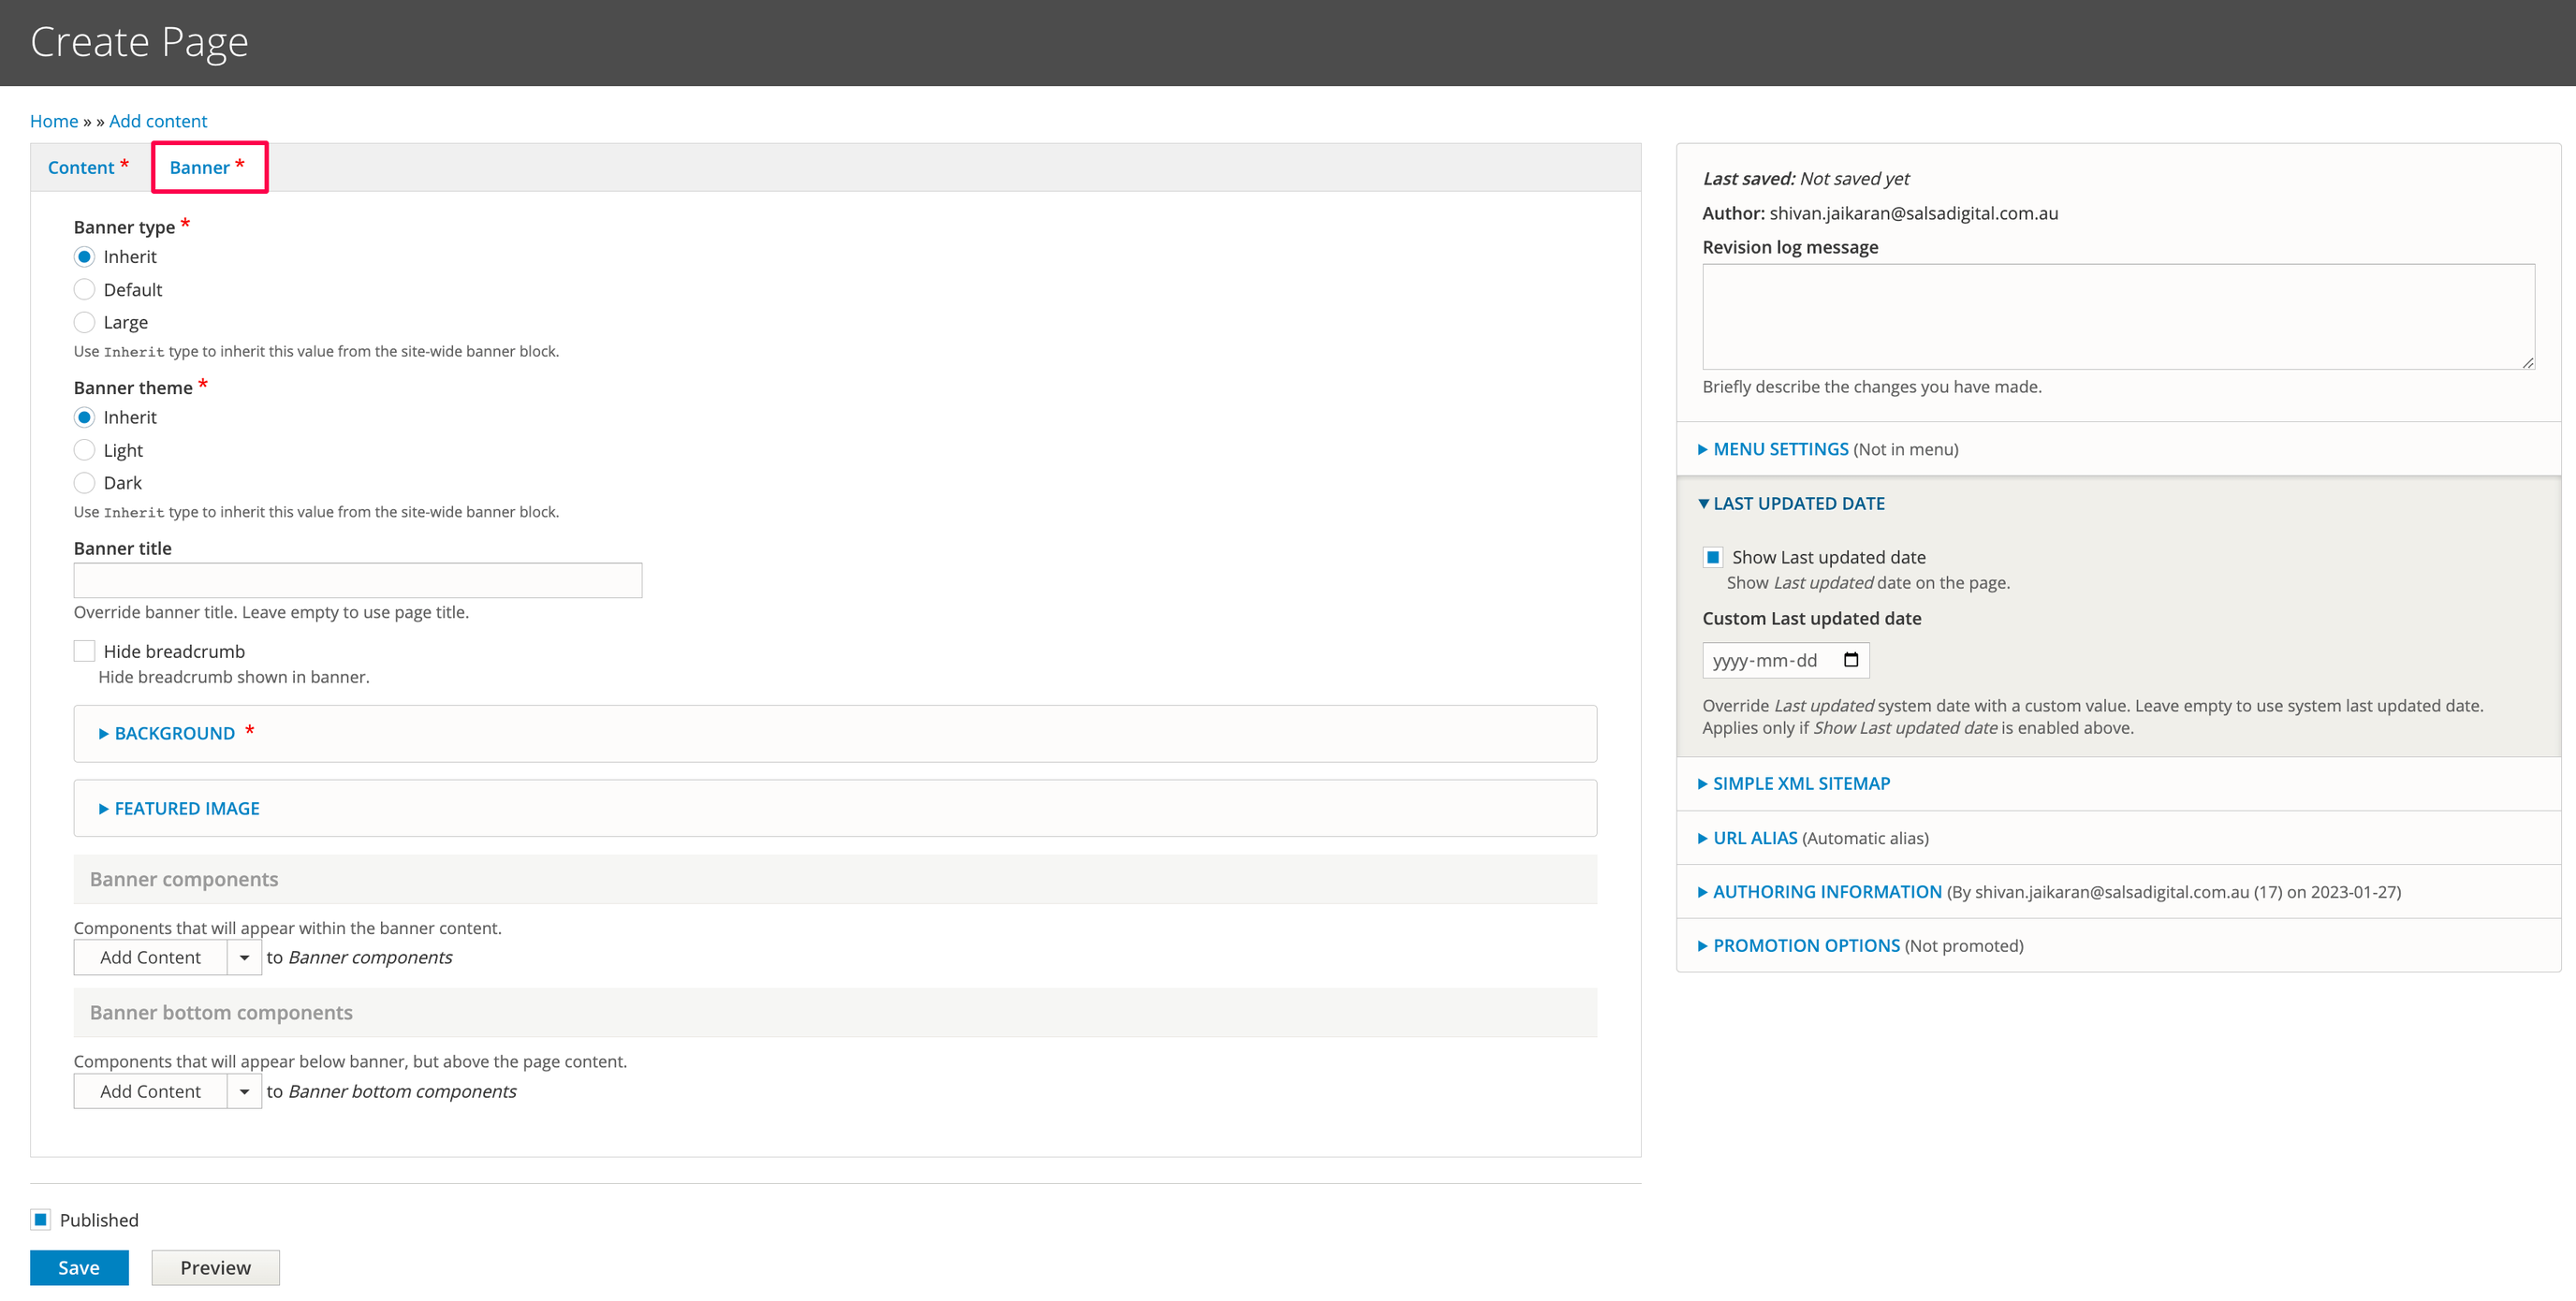 Create Page
Home » » Add content
Content *
Banner *
Banner type *
Inherit
Default
Large
Use Inherit type to inherit this value from the site-wide banner block.
Banner theme *
Inherit
Light
Dark
Use Inherit type to inherit this value from the site-wide banner block.
Banner title
Override banner title. Leave empty to use page title.
Hide breadcrumb
Hide breadcrumb shown in banner.
BACKGROUND *
FEATURED IMAGE
Banner components
Components that will appear within the banner content.
Add Content to Banner components
Banner bottom components
Components that will appear below banner, but above the page content.
Add Content to Banner bottom components
Published
Save
Preview
Last saved: Not saved yet
Author: shivan.jaikaran@salsadigital.com.au
Revision log message
Briefly describe the changes you have made.
MENU SETTINGS (Not in menu)
LAST UPDATED DATE
Show Last updated date
Show Last updated date on the page.
Custom Last updated date
yyyy-mm-dd
Override Last updated system date with a custom value. Leave empty to use system last updated date.
Applies only if Show Last updated date is enabled above.
SIMPLE XML SITEMAP
URL ALIAS (Automatic alias)
AUTHORING INFORMATION (By shivan.jaikaran@salsadigital.com.au (17) on 2023-01-27)
PROMOTION OPTIONS (Not promoted)